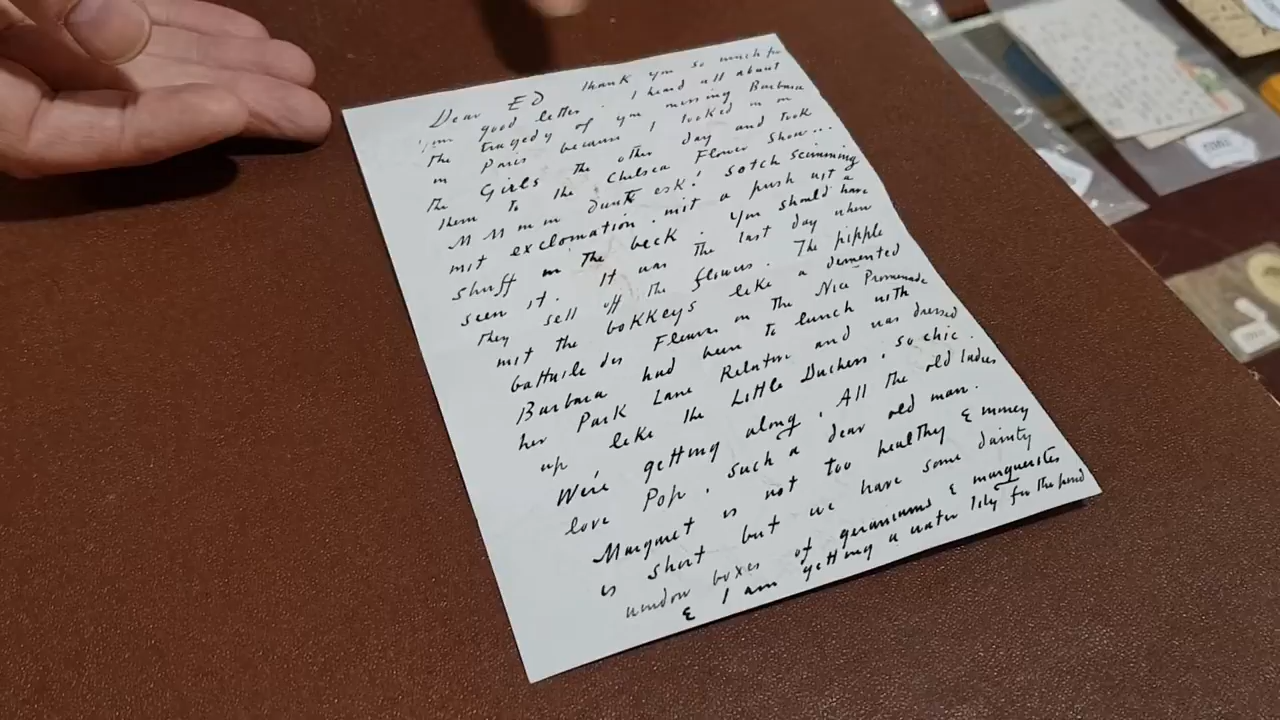 Dear ED Thank you so much for
your good letter. I heard all about
the tragedy of you missing Barbara
in Paris because I looked in on
the Girls the other day and took
them to the Chelsea Flower Show...
M M m m dunt esk! sotch scimming
mit exclomation. mit a push mit a
shuff in the beck. You should have
seen it. It was the last day when
they sell off the flowers. The pipple
mit the bokkeys like a demented
battaile des Fleurs on the Nice Promenade
Barbara had been to lunch with
her Park Lane Relative and was dressed
up like the Little Duchess, so chic.
We're getting along. All the old ladies
love Pop, such a dear old man.
Margaret is not too healthy & money
is short but we have some dainty
window boxes of geraniums & marguerites
& I am getting a water lily for the pond